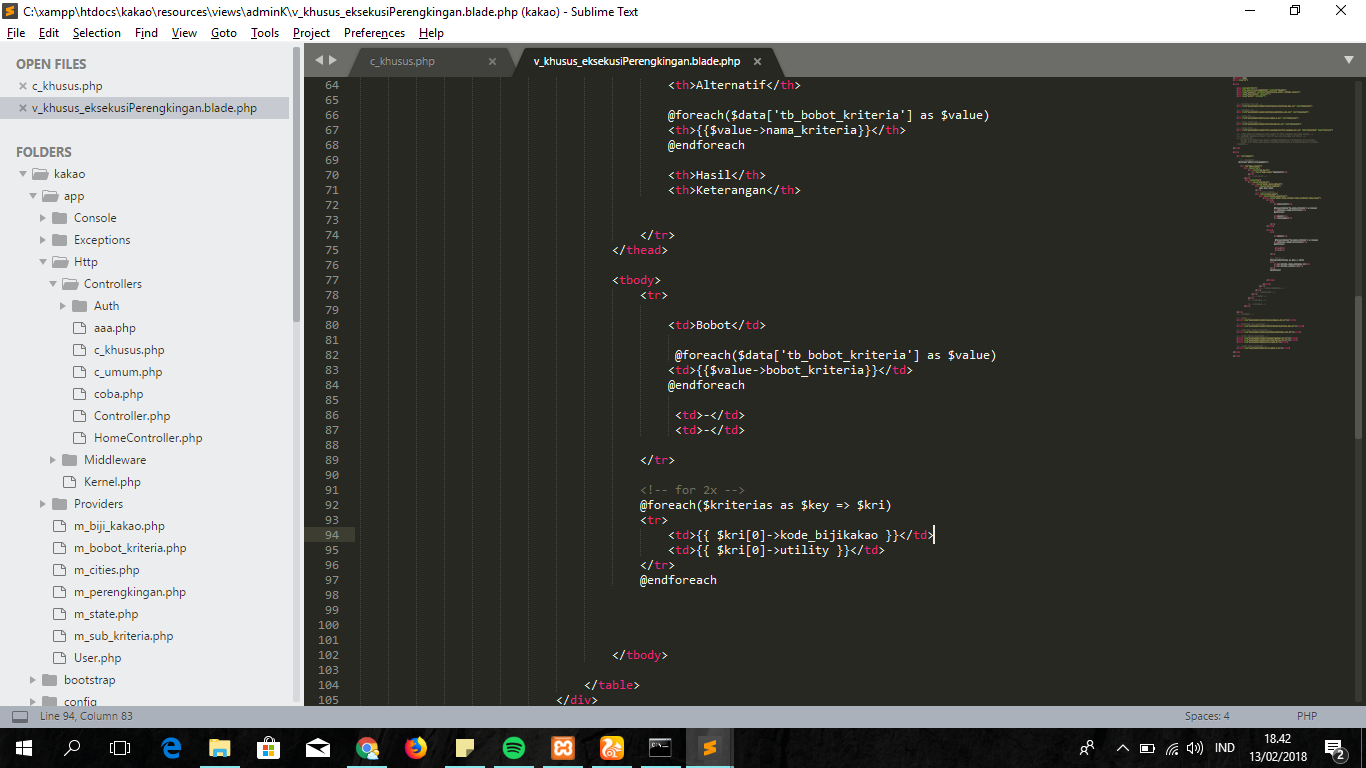 C:\xampp\htdocs\kakao\resources\views\adminK\v_khusus_eksekusiPerengkingan.blade.php (kakao) - Sublime Text
File Edit Selection Find View Goto Tools Project Preferences Help
OPEN FILES
c_khusus.php
v_khusus_eksekusiPerengkingan.blade.php
FOLDERS
kakao
app
Console
Exceptions
Http
Controllers
Auth
aaa.php
c_khusus.php
c_umum.php
coba.php
Controller.php
HomeController.php
Middleware
Kernel.php
Providers
m_biji_kakao.php
m_bobot_kriteria.php
m_cities.php
m_perengkingan.php
m_state.php
m_sub_kriteria.php
User.php
bootstrap
config
c_khusus.php
v_khusus_eksekusiPerengkingan.blade.php
64 <th>Alternatif</th>
65
66 @foreach($data['tb_bobot_kriteria'] as $value)
67 <th>{{$value->nama_kriteria}}</th>
68 @endforeach
69
70 <th>Hasil</th>
71 <th>Keterangan</th>
72
73
74 </tr>
75 </thead>
76
77 <tbody>
78 <tr>
79
80 <td>Bobot</td>
81
82 @foreach($data['tb_bobot_kriteria'] as $value)
83 <td>{{$value->bobot_kriteria}}</td>
84 @endforeach
85
86 <td>-</td>
87 <td>-</td>
88
89 </tr>
90
91 <!-- for 2x -->
92 @foreach($kriterias as $key => $kri)
93 <tr>
94 <td>{{ $kri[0]->kode_bijikakao }}</td>
95 <td>{{ $kri[0]->utility }}</td>
96 </tr>
97 @endforeach
98
99
100
101
102 </tbody>
103
104 </table>
105 </div>
Line 94, Column 83
Spaces: 4
PHP
IND
18.42
13/02/2018
2